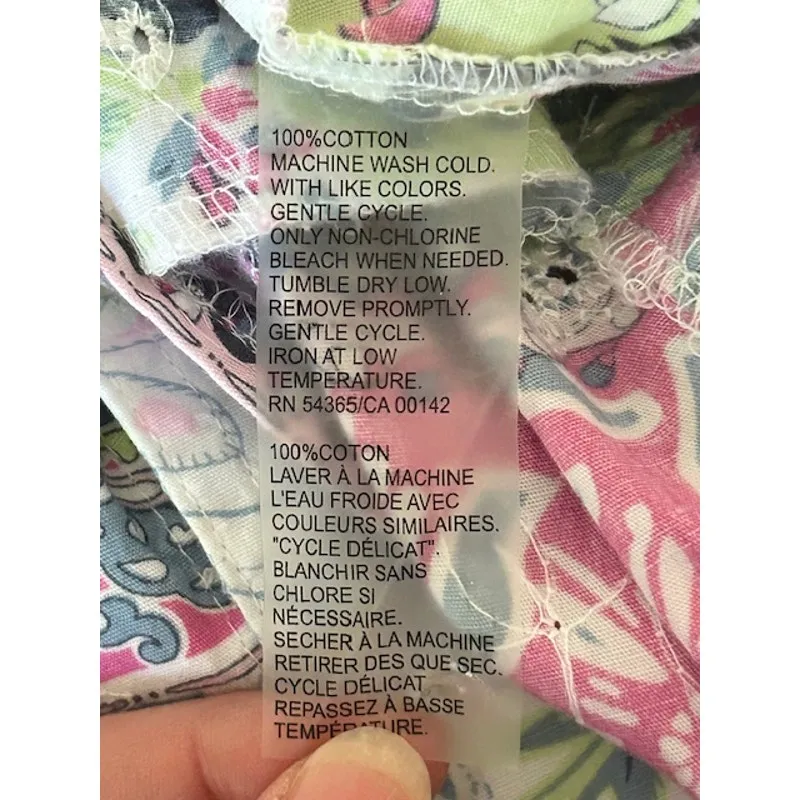 100%COTTON
MACHINE WASH COLD.
WITH LIKE COLORS.
GENTLE CYCLE.
ONLY NON-CHLORINE
BLEACH WHEN NEEDED.
TUMBLE DRY LOW.
REMOVE PROMPTLY.
GENTLE CYCLE.
IRON AT LOW
TEMPERATURE.
RN 54365/CA 00142
100%COTON
LAVER À LA MACHINE
L'EAU FROIDE AVEC
COULEURS SIMILAIRES.
"CYCLE DÉLICAT".
BLANCHIR SANS
CHLORE SI
NÉCESSAIRE.
SECHER À LA MACHINE
RETIRER DES QUE SEC.
CYCLE DÉLICAT
REPASSEZ À BASSE
TEMPÉRATURE.